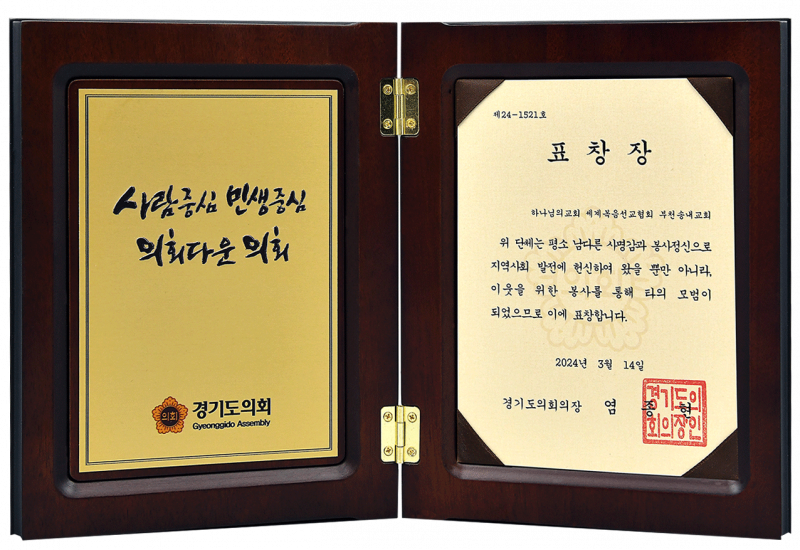 사람중심 민생중심
의회다운 의회
의회
경기도의회
Gyeonggido Assembly
제24-1521호
표 창 장
하나님의교회 세계복음선교협회 부천송내교회
위 단체는 평소 남다른 사명감과 봉사정신으로
지역사회 발전에 헌신하여 왔을 뿐만 아니라,
이웃을 위한 봉사를 통해 타의 모범이
되었으므로 이에 표창합니다.
2024년 3월 14일
경기도의회의장 염 종 현
경기도의
회의장인